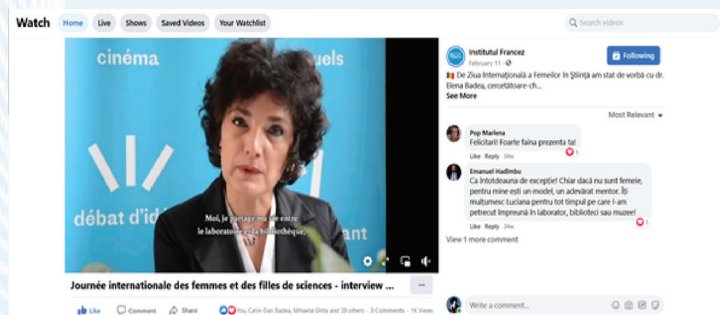 Watch
Home
Live
Shows
Saved Videos
Your Watchlist
Search videos
cinéma
uels
débat d'id
ant
Moi, je partage ma vie entre
le laboratoire et la bibliothèque,
Journée internationale des femmes et des filles de sciences - interview ...
Like
Comment
Share
You, Calin-Dan Badea, Mihaela Ghita and 39 others · 3 Comments · 1K Views
Institutul Francez
February 11 ·
Following
De Ziua Internațională a Femeilor în Știință am stat de vorbă cu dr.
Elena Badea, cercetătoare-ch...
See More
Most Relevant
Pop Marlena
Felicitari! Foarte faina prezenta ta!
1
Like Reply 34w
Emanuel Hadîmbu
Ca întotdeauna de excepție! Chiar dacă nu sunt femeie,
pentru mine ești un model, un adevărat mentor. Îți
mulțumesc Luciana pentru tot timpul pe care l-am
petrecut împreună în laborator, biblioteci sau muzee!
1
Like Reply 34w
View 1 more comment
Write a comment...